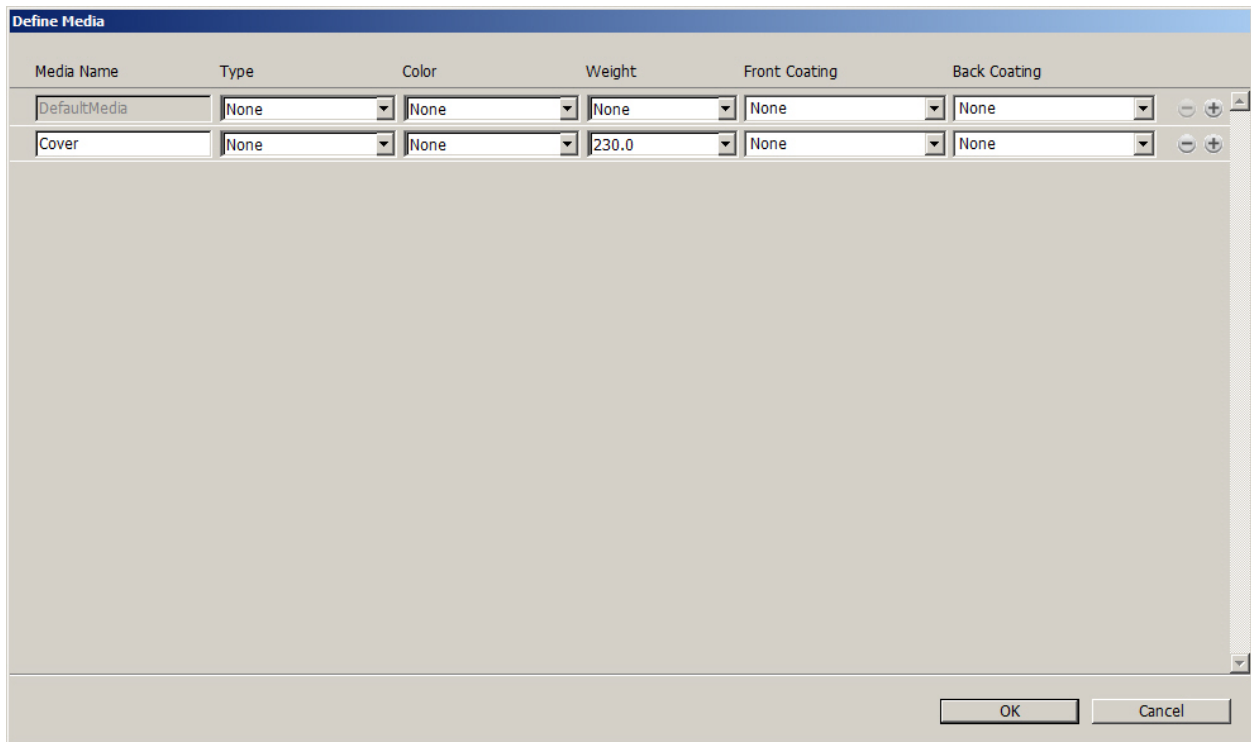 Define Media
Media Name Type Color Weight Front Coating Back Coating
DefaultMedia None None None None None
Cover None None 230.0 None None
OK Cancel